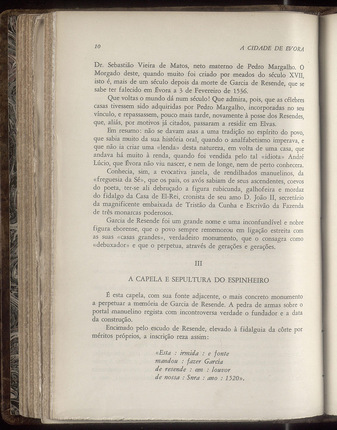 10
A CIDADE DE ÉVORA
Dr. Sebastião Vieira de Matos, neto materno de Pedro Margalho. O
Morgado deste, quando muito foi criado por meados do século XVII,
isto é, mais de um século depois da morte de Garcia de Resende, que se
sabe ter falecido em Évora a 3 de Fevereiro de 1536.
Que voltas o mundo dá num século! Que admira, pois, que as célebres
casas tivessem sido adquiridas por Pedro Margalho, incorporadas no seu
vínculo, e repassassem, pouco mais tarde, novamente à posse dos Resendes,
que, aliás, por motivos já citados, passaram a residir em Elvas.
Em resumo: não se davam asas a uma tradição no espírito do povo,
que sabia muito da sua história oral, quando o analfabetismo imperava, e
que não ia criar uma «lenda» desta natureza, em volta de uma casa, que
andava há muito à renda, quando foi vendida pelo tal «idiota» André
Lúcio, que Évora não viu nascer, e nem de longe, nem de perto conhecera.
Conhecia, sim, a evocativa janela, de rendilhados manuelinos, da
«freguesia da Sé», que os pais, os avós sabiam de seus ascendentes, coevos
do poeta, ter-se ali debruçado a figura rubicunda, galhofeira e mordaz
do fidalgo da Casa de El-Rei, cronista de seu amo D. João II, secretário
da magnificente embaixada de Tristão da Cunha e Escrivão da Fazenda
de três monarcas poderosos.
Garcia de Resende foi um grande nome e uma inconfundível e nobre
figura eborense, que o povo sempre rememorou em ligação estreita com
as suas «casas grandes», verdadeiro monumento, que o consagra como
«debuxador» e que o perpetua, através de gerações e gerações.
III
A CAPELA E SEPULTURA DO ESPINHEIRO
É esta capela, com sua fonte adjacente, o mais concreto monumento
a perpetuar a memória de Garcia de Resende. A pedra de armas sobre o
portal manuelino regista com incontroversa verdade o fundador e a data
da construção.
Encimado pelo escudo de Resende, elevado à fidalguia da côrte por
méritos próprios, a inscrição reza assim:
«Esta : ermida : e fonte
mandou : fazer Garcia
de resende : em : louvor
de nossa : Snra : ano : 1520».